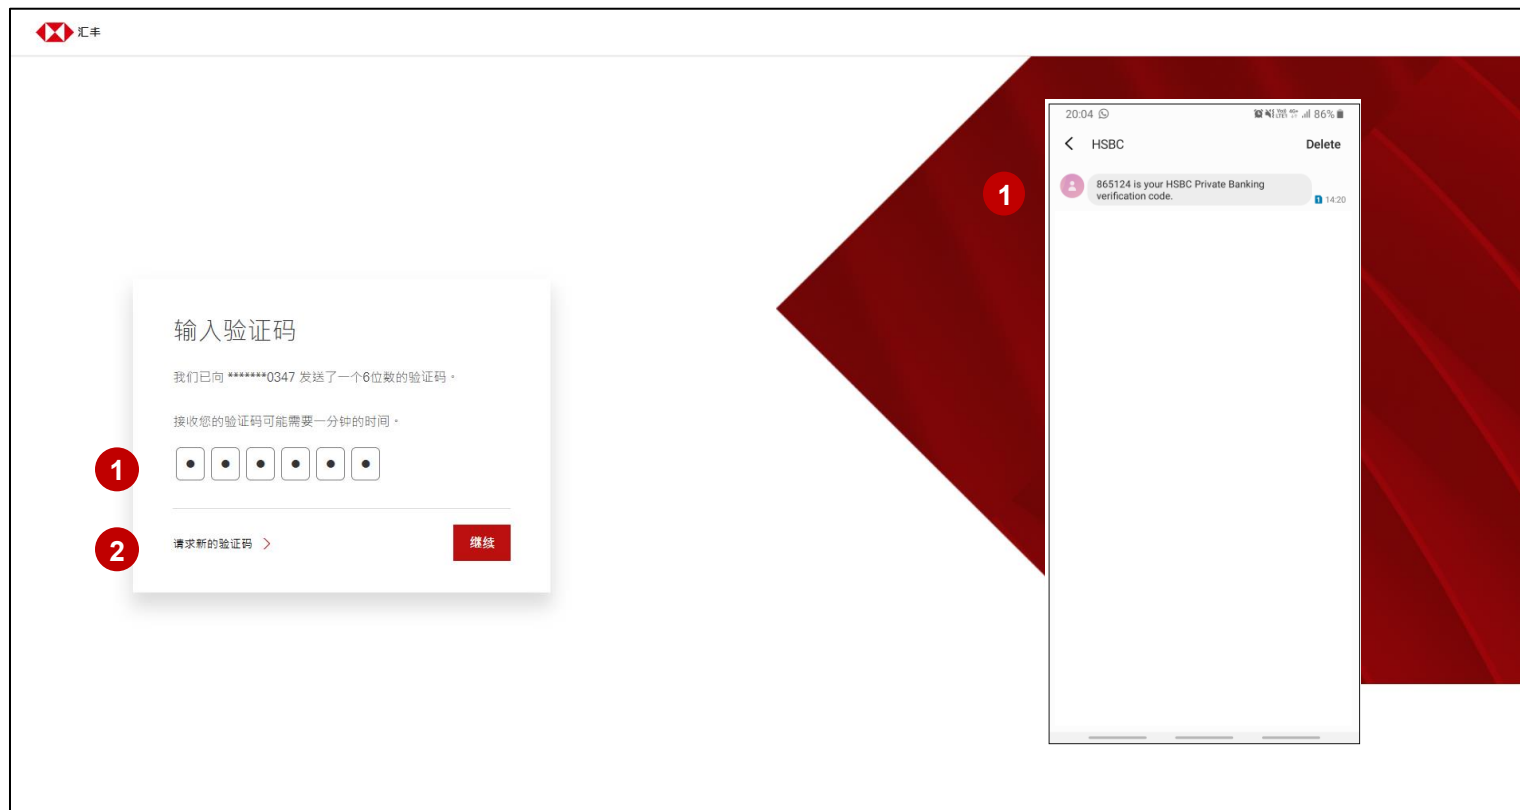 汇丰
输入验证码
我们已向 *******0347 发送了一个6位数的验证码。
接收您的验证码可能需要一分钟的时间。
1
2
请求新的验证码
继续
1
20:04
86%
HSBC
Delete
865124 is your HSBC Private Banking
verification code.
1 14:20